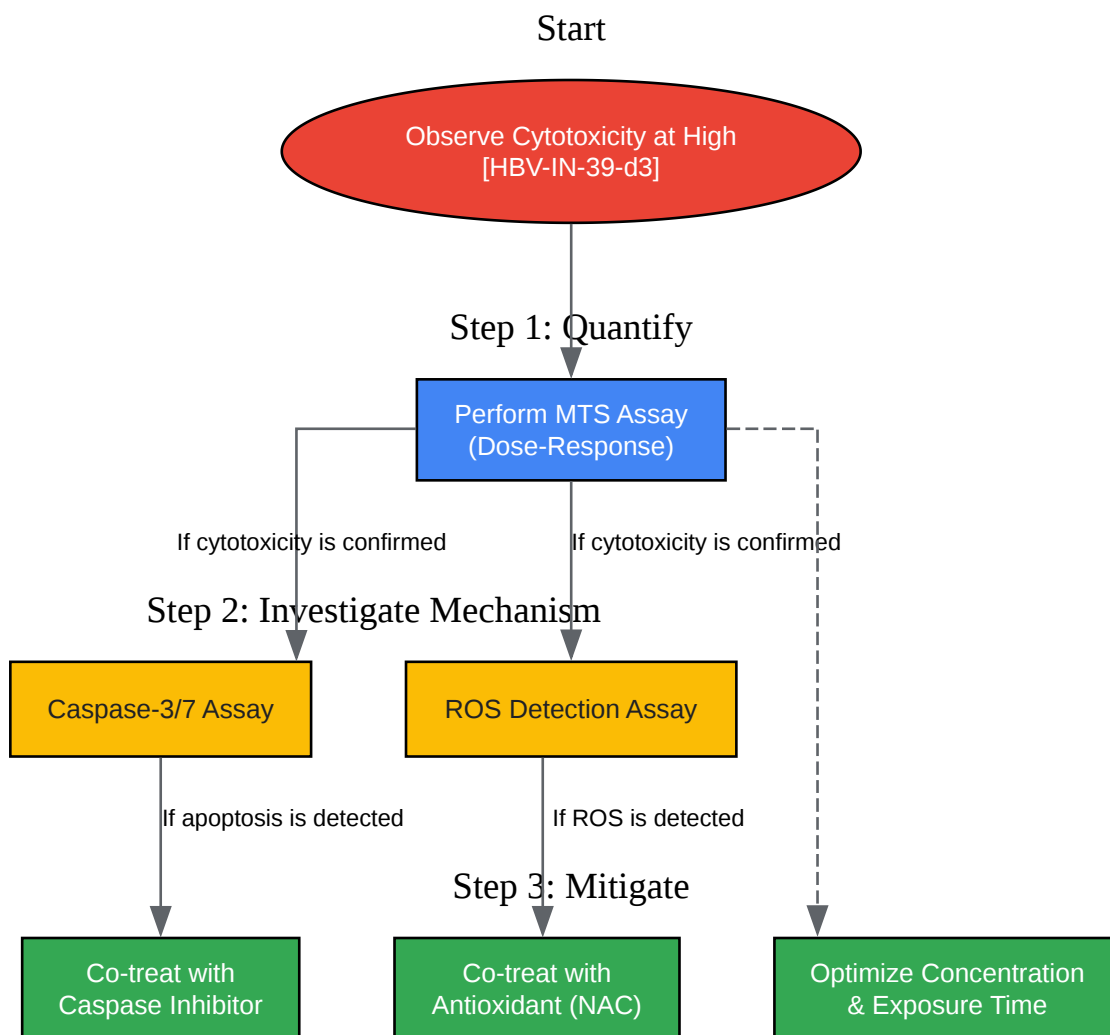 Start
Observe Cytotoxicity at High
[HBV-IN-39-d3]
Step 1: Quantify
Perform MTS Assay
(Dose-Response)
If cytotoxicity is confirmed
If cytotoxicity is confirmed
Step 2: Investigate Mechanism
Caspase-3/7 Assay
ROS Detection Assay
If apoptosis is detected
If ROS is detected
Step 3: Mitigate
Co-treat with
Caspase Inhibitor
Co-treat with
Antioxidant (NAC)
Optimize Concentration
& Exposure Time